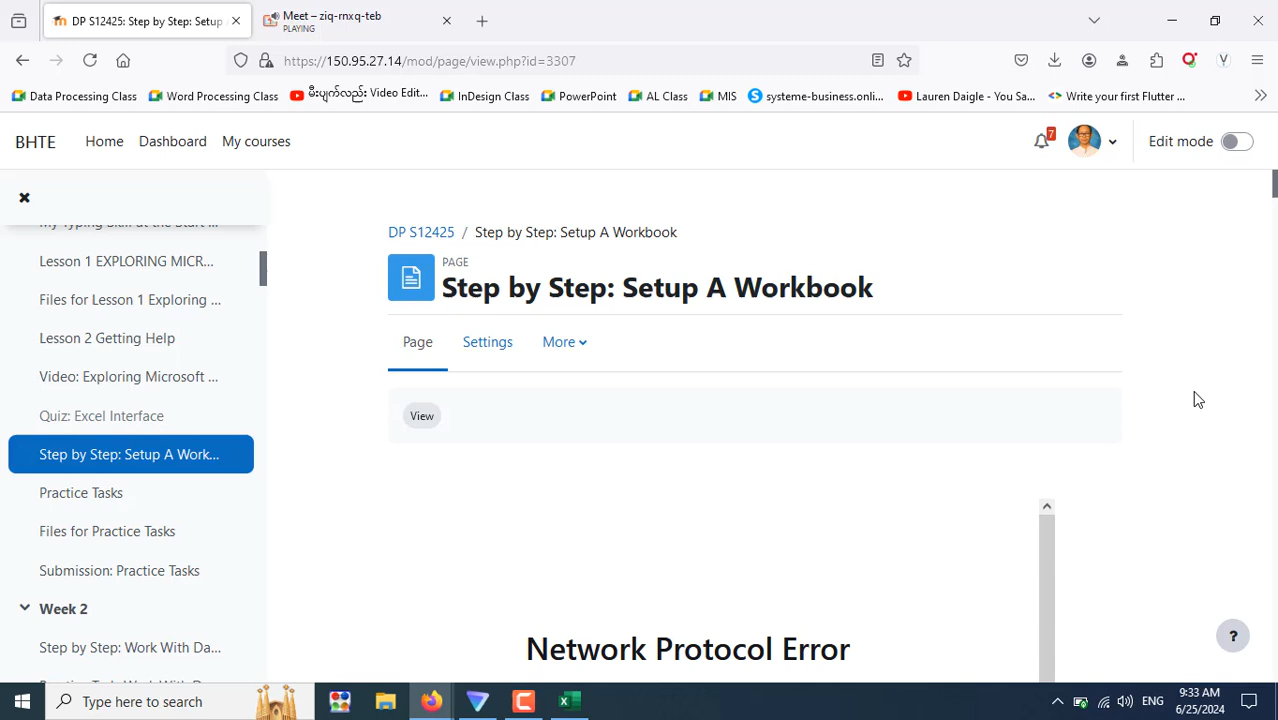 DP S12425: Step by Step: Setup
Meet – ziq-rnxq-teb
PLAYING
https://150.95.27.14/mod/page/view.php?id=3307
Data Processing Class
Word Processing Class
မီးပျက်လည်း Video Edit...
InDesign Class
PowerPoint
AL Class
MIS
systeme-business.onli...
Lauren Daigle - You Sa...
Write your first Flutter ...
BHTE
Home
Dashboard
My courses
7
Edit mode
My Typing Skill at the Start ...
Lesson 1 EXPLORING MICR...
Files for Lesson 1 Exploring ...
Lesson 2 Getting Help
Video: Exploring Microsoft ...
Quiz: Excel Interface
Step by Step: Setup A Work...
Practice Tasks
Files for Practice Tasks
Submission: Practice Tasks
Week 2
Step by Step: Work With Da...
DP S12425 / Step by Step: Setup A Workbook
PAGE
Step by Step: Setup A Workbook
Page
Settings
More
View
Network Protocol Error
?
Type here to search
ENG
9:33 AM
6/25/2024